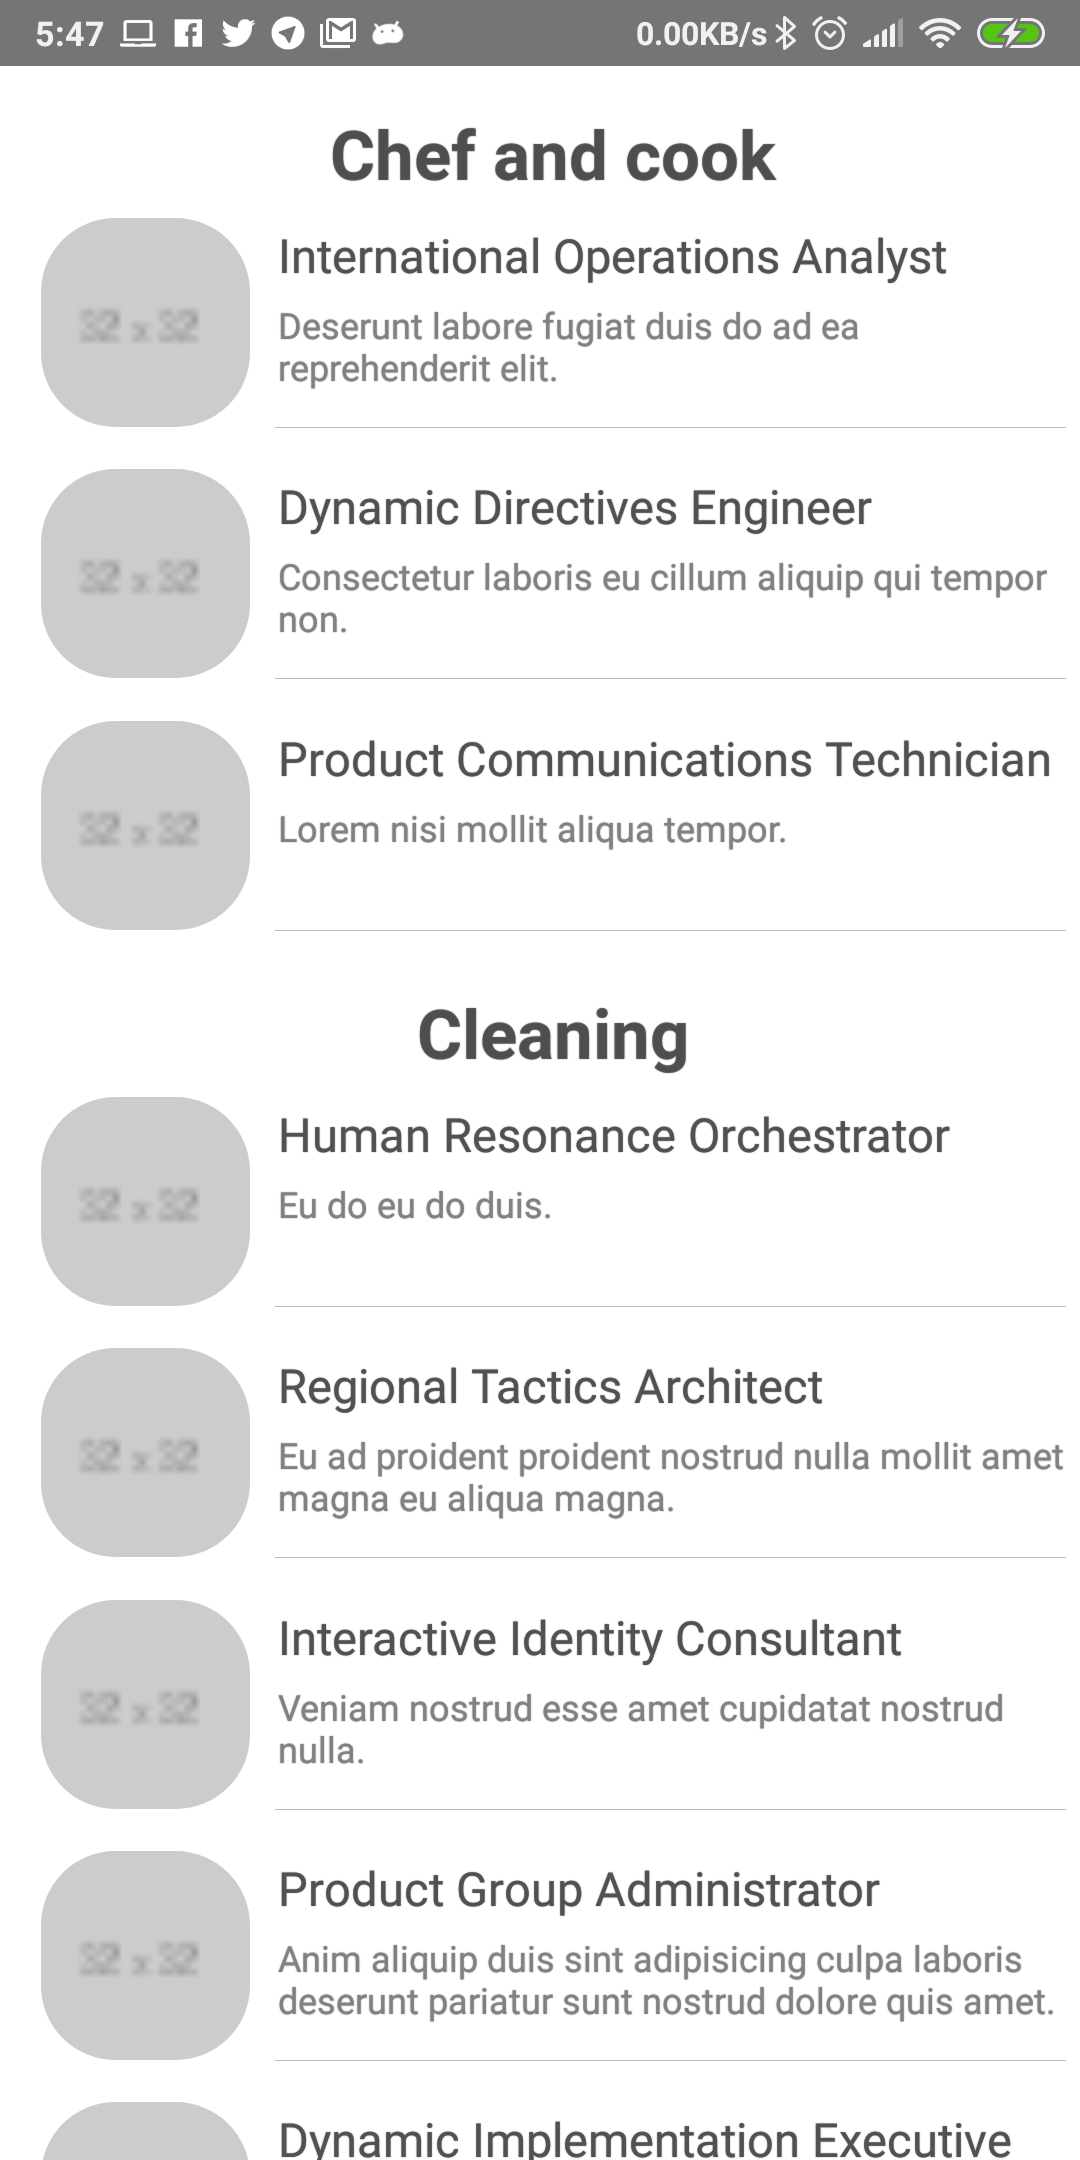 5:47 0.00KB/s
Chef and cook
International Operations Analyst
32 x 32
Deserunt labore fugiat duis do ad ea
reprehenderit elit.
Dynamic Directives Engineer
32 x 32
Consectetur laboris eu cillum aliquip qui tempor
non.
Product Communications Technician
32 x 32
Lorem nisi mollit aliqua tempor.
Cleaning
Human Resonance Orchestrator
32 x 32
Eu do eu do duis.
Regional Tactics Architect
32 x 32
Eu ad proident proident nostrud nulla mollit amet
magna eu aliqua magna.
Interactive Identity Consultant
32 x 32
Veniam nostrud esse amet cupidatat nostrud
nulla.
Product Group Administrator
32 x 32
Anim aliquip duis sint adipisicing culpa laboris
deserunt pariatur sunt nostrud dolore quis amet.
Dynamic Implementation Executive